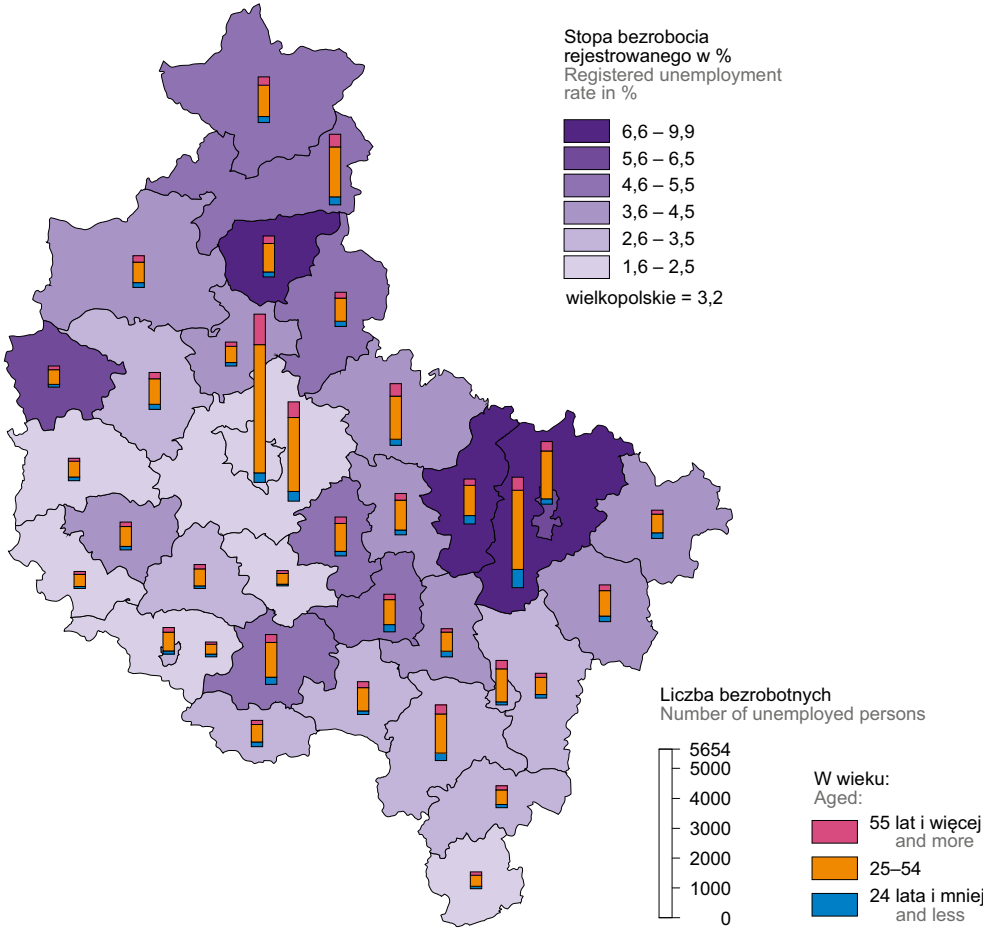 Stopa bezrobocia
rejestrowanego w %
Registered unemployment
rate in %
6,6 – 9,9
5,6 – 6,5
4,6 – 5,5
3,6 – 4,5
2,6 – 3,5
1,6 – 2,5
wielkopolskie = 3,2
Liczba bezrobotnych
Number of unemployed persons
5654
5000
4000
3000
2000
1000
0
W wieku:
Aged:
55 lat i więcej
and more
25–54
24 lata i mniej
and less